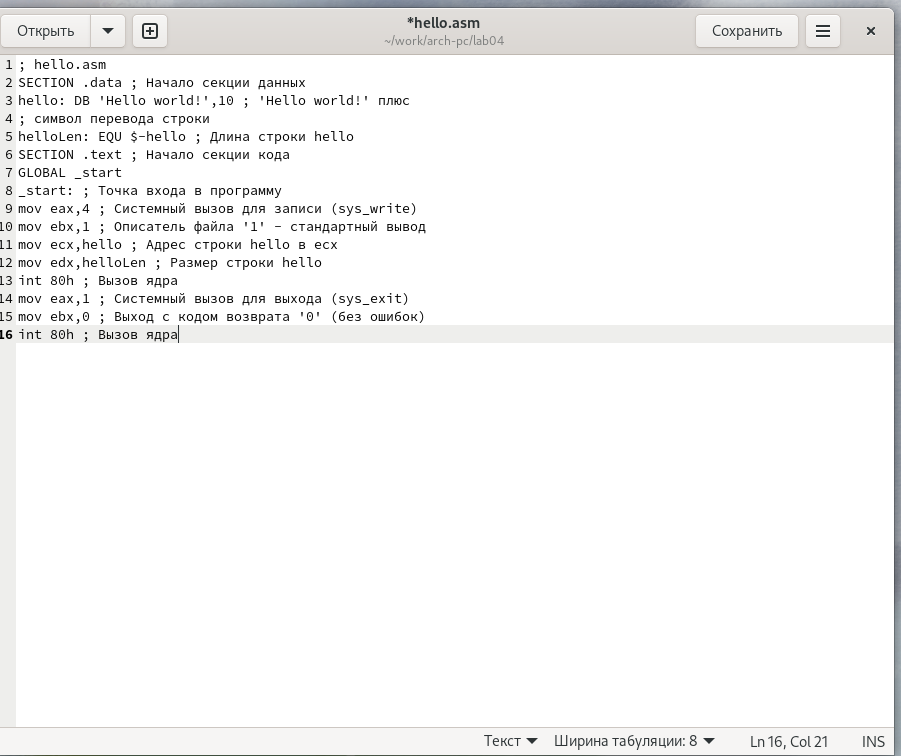 Открыть
*hello.asm
~/work/arch-pc/lab04
Сохранить
1 ; hello.asm
2 SECTION .data ; Начало секции данных
3 hello: DB 'Hello world!',10 ; 'Hello world!' плюс
4 ; символ перевода строки
5 helloLen: EQU $-hello ; Длина строки hello
6 SECTION .text ; Начало секции кода
7 GLOBAL _start
8 _start: ; Точка входа в программу
9 mov eax,4 ; Системный вызов для записи (sys_write)
10 mov ebx,1 ; Описатель файла '1' - стандартный вывод
11 mov ecx,hello ; Адрес строки hello в ecx
12 mov edx,helloLen ; Размер строки hello
13 int 80h ; Вызов ядра
14 mov eax,1 ; Системный вызов для выхода (sys_exit)
15 mov ebx,0 ; Выход с кодом возврата '0' (без ошибок)
16 int 80h ; Вызов ядра
Текст Ширина табуляции: 8 Ln 16, Col 21 INS